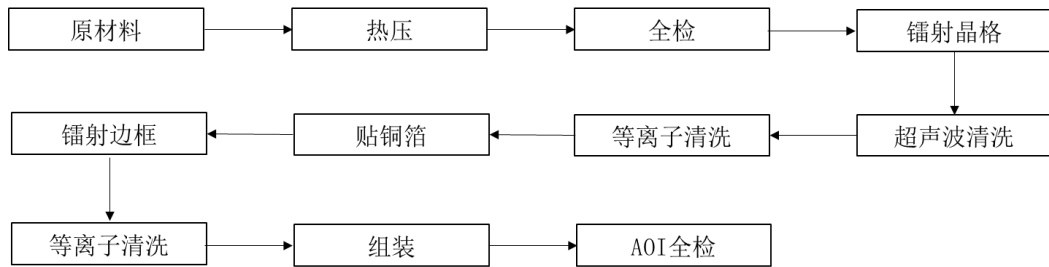 原材料
热压
全检
镭射晶格
超声波清洗
等离子清洗
贴铜箔
镭射边框
等离子清洗
组装
AOI全检